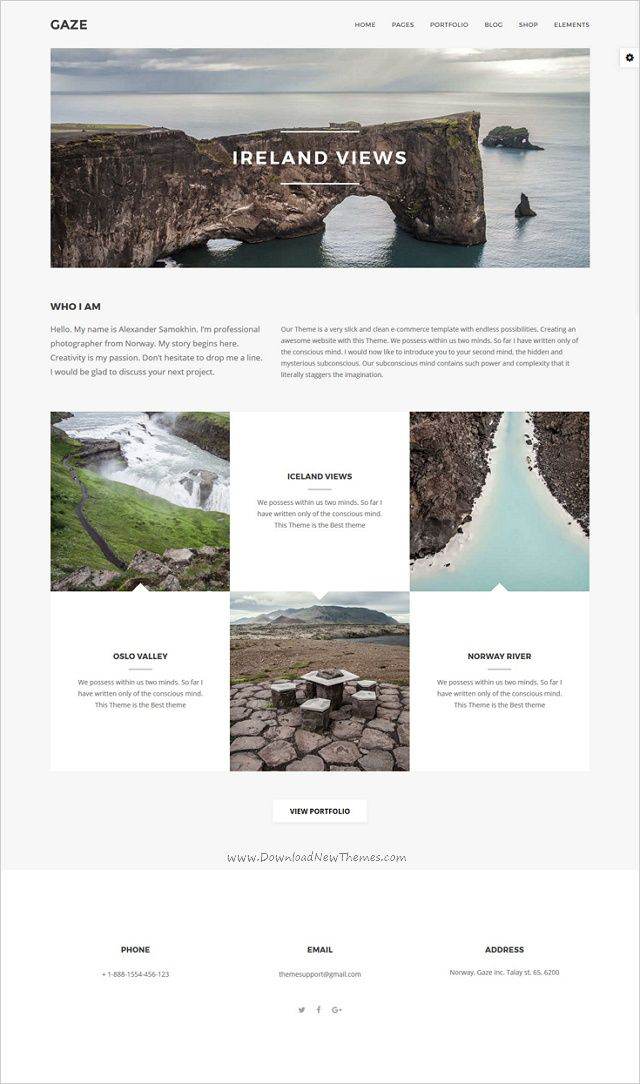 GAZE
HOME PAGES PORTFOLIO BLOG SHOP ELEMENTS
IRELAND VIEWS
WHO I AM
Hello. My name is Alexander Samokhin, I'm professional
photographer from Norway. My story begins here.
Creativity is my passion. Don't hesitate to drop me a line.
I would be glad to discuss your next project.
Our Theme is a very slick and clean e-commerce template with endless possibilities. Creating an
awesome website with this Theme. We possess within us two minds. So far I have written only of
the conscious mind. I would now like to introduce you to your second mind, the hidden and
mysterious subconscious. Our subconscious mind contains such power and complexity that it
literally staggers the imagination.
ICELAND VIEWS
We possess within us two minds. So far I
have written only of the conscious mind.
This Theme is the Best theme
OSLO VALLEY
We possess within us two minds. So far I
have written only of the conscious mind.
This Theme is the Best theme
NORWAY RIVER
We possess within us two minds. So far I
have written only of the conscious mind.
This Theme is the Best theme
VIEW PORTFOLIO
www.DownloadNewThemes.com
PHONE
+ 1-888-1554-456-123
EMAIL
themesupport@gmail.com
ADDRESS
Norway, Gaze Inc. Talay st. 65, 6200